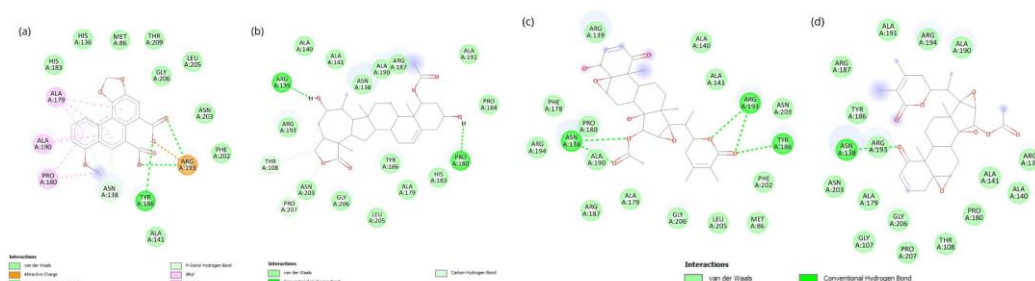 (a)
HIS
A:136
MET
A:86
THR
A:209
HIS
A:183
LEU
A:205
GLY
A:206
ALA
A:179
ASN
A:203
ALA
A:190
PHE
A:202
ARG
A:193
PRO
A:180
ASN
A:138
TYR
A:186
ALA
A:141
Interactions
van der Waals
Attractive Charge
Pi-Donor Hydrogen Bond
Alkyl
(b)
ALA
A:140
ALA
A:141
ALA
A:190
ARG
A:187
ALA
A:191
ARG
A:139
ASN
A:138
H
PRO
A:184
ARG
A:193
H
THR
A:108
TYR
A:186
PRO
A:180
HIS
A:183
ASN
A:203
ALA
A:179
PRO
A:207
GLY
A:206
LEU
A:205
Interactions
van der Waals
Carbon Hydrogen Bond
(c)
ARG
A:139
ALA
A:140
ALA
A:141
ARG
A:193
PHE
A:178
ASN
A:203
PRO
A:180
ASN
A:138
TYR
A:186
ARG
A:194
ALA
A:190
PHE
A:202
ARG
A:187
ALA
A:179
GLY
A:206
LEU
A:205
MET
A:86
Interactions
van der Waals
Conventional Hydrogen Bond
(d)
ALA
A:191
ARG
A:194
ALA
A:190
ARG
A:187
TYR
A:186
ASN
A:138
ARG
A:193
ASN
A:203
ALA
A:179
ALA
A:141
ALA
A:140
GLY
A:206
PRO
A:180
GLY
A:107
PRO
A:207
THR
A:108